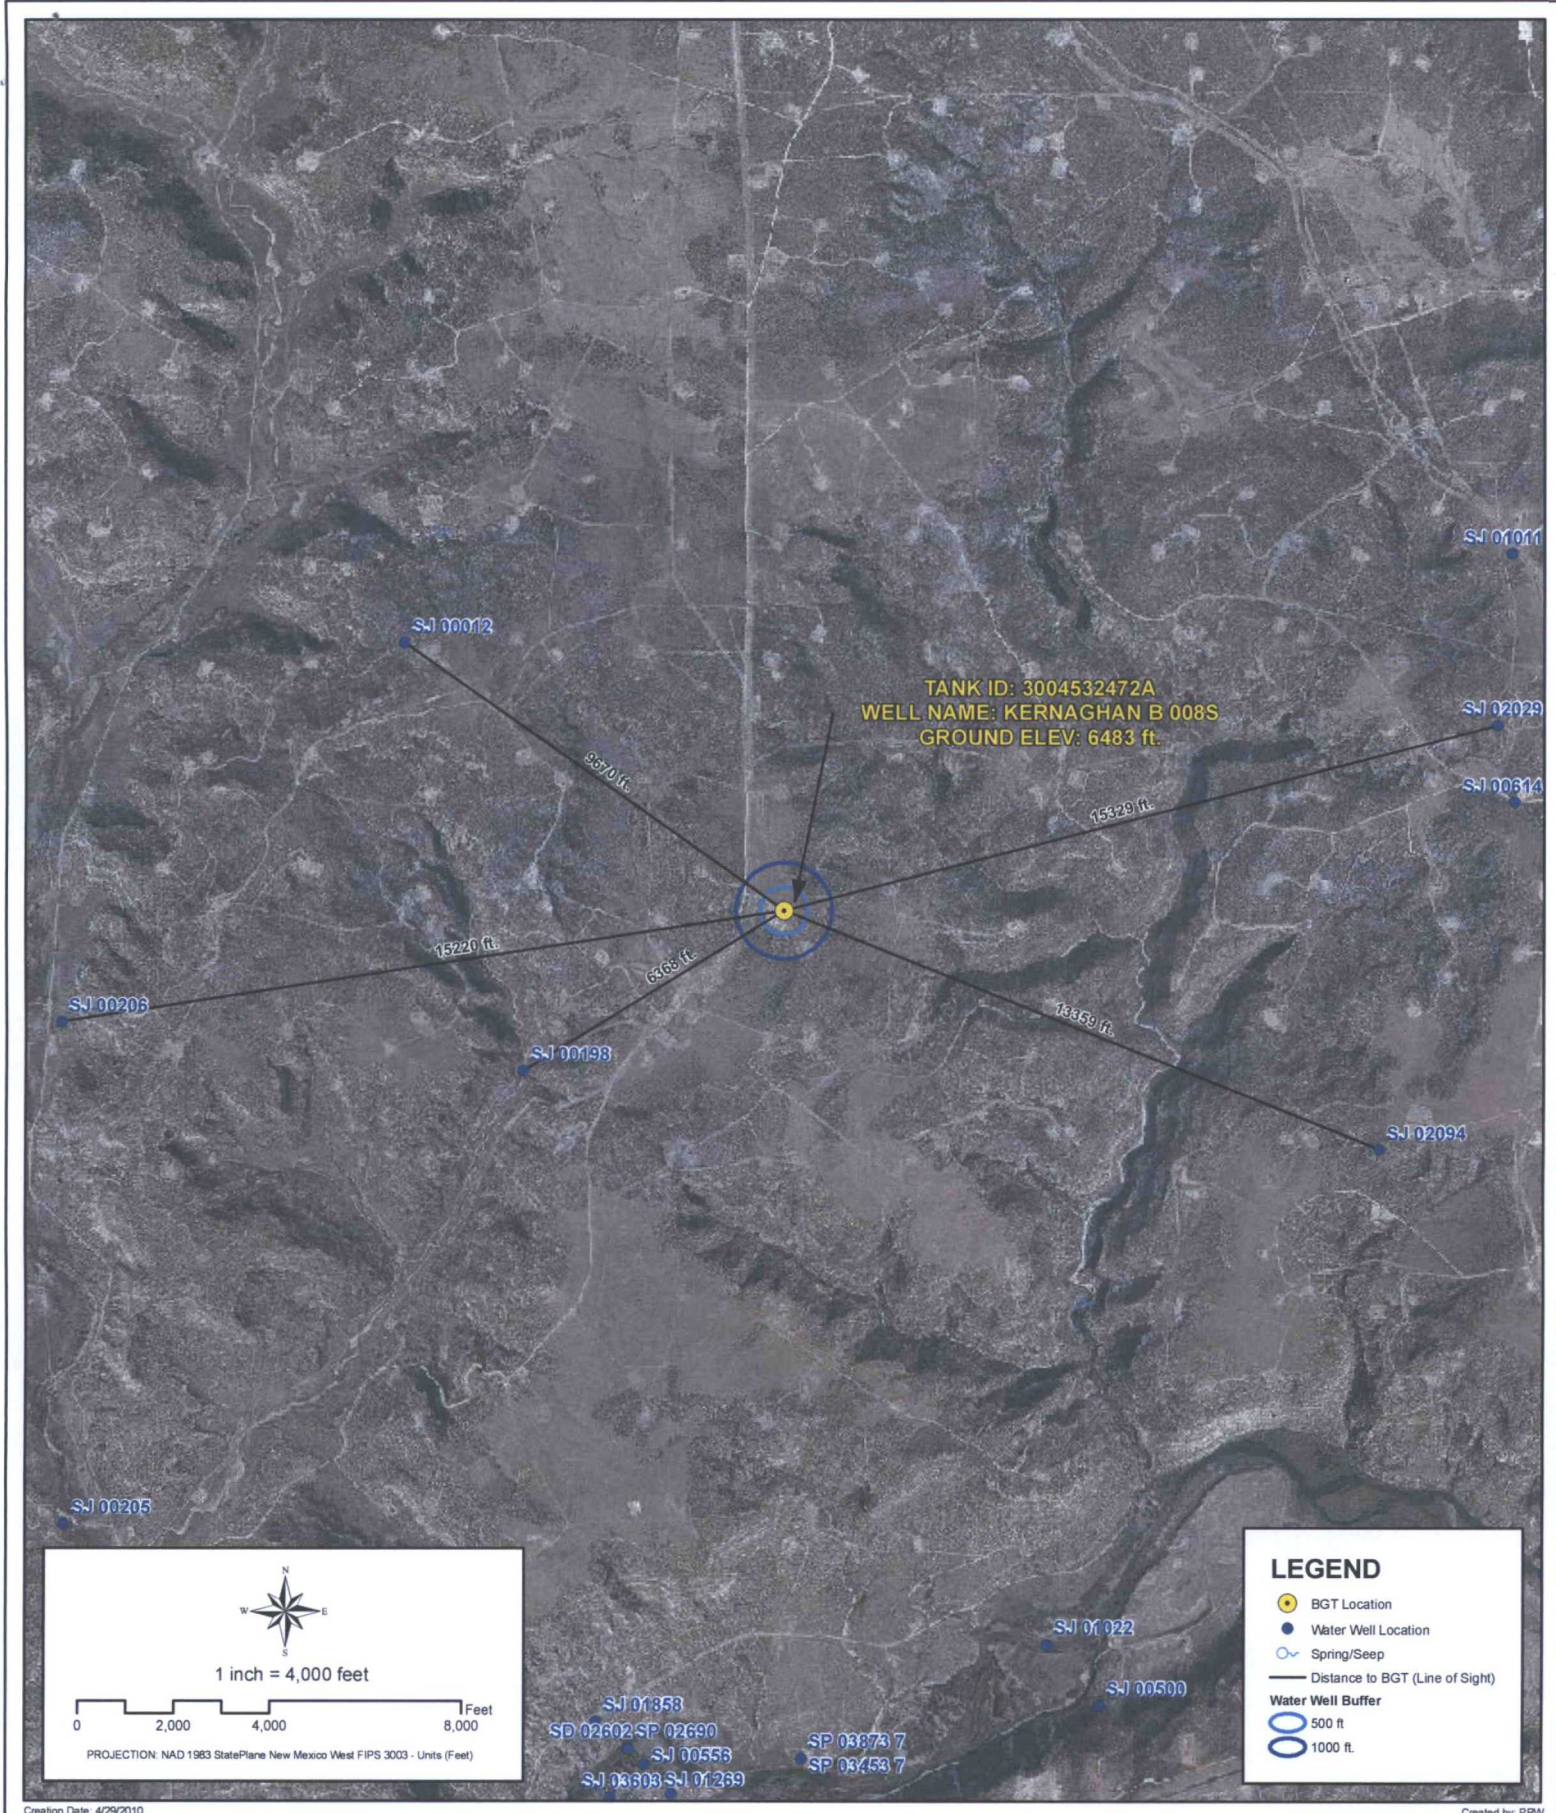 SJ 01011
SJ 00012
TANK ID: 3004532472A
WELL NAME: KERNAGHAN B 008S
GROUND ELEV: 6483 ft.
SJ 02029
9670 ft.
15329 ft.
SJ 00614
15220 ft.
6368 ft.
SJ 00206
13359 ft.
SJ 00198
SJ 02094
SJ 00205
N
W
E
S
1 inch = 4,000 feet
Feet
0 2,000 4,000 8,000
PROJECTION: NAD 1983 StatePlane New Mexico West FIPS 3003 - Units (Feet)
SJ 01022
SJ 00500
SJ 01858
SD 02602 SP 02690
SJ 00556
SJ 03603 SJ 01269
SP 03873 7
SP 03453 7
LEGEND
BGT Location
Water Well Location
Spring/Seep
Distance to BGT (Line of Sight)
Water Well Buffer
500 ft
1000 ft.
Creation Date: 4/29/2010
Created by: